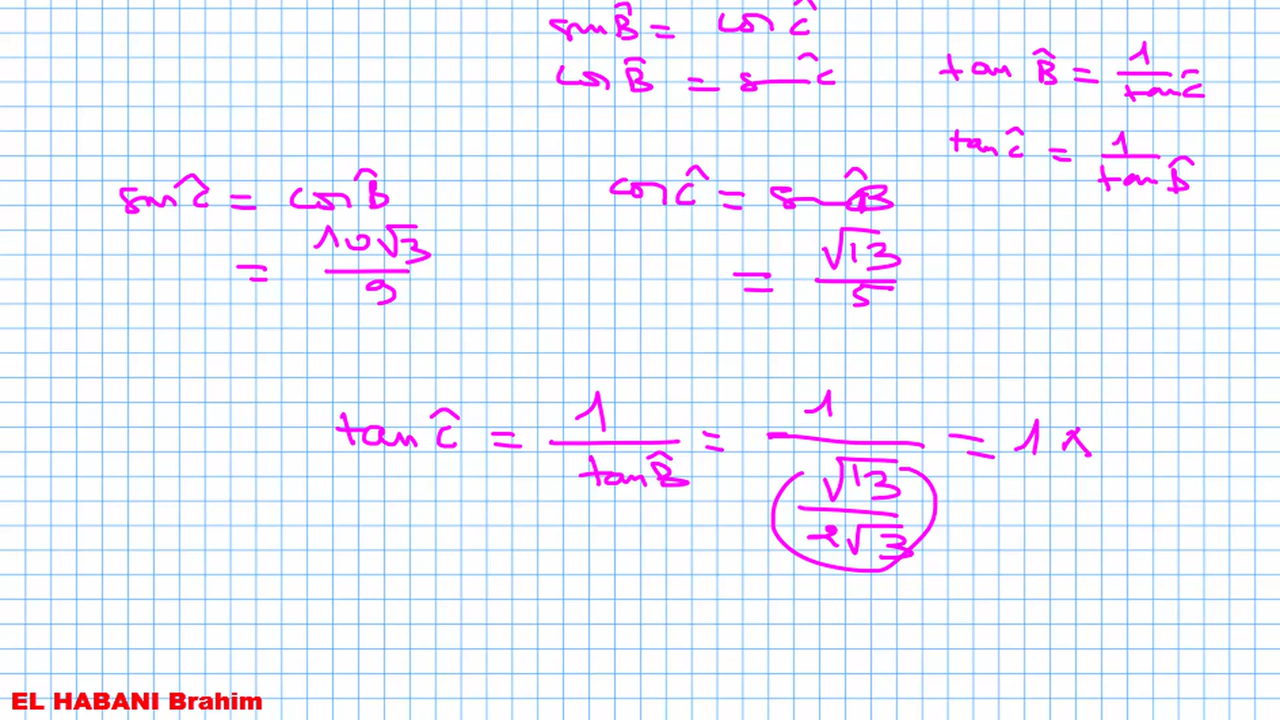 sin B̂ = cos Ĉ
cos B̂ = sin Ĉ
tan B̂ = 1/tan Ĉ
tan Ĉ = 1/tan B̂
sin Ĉ = cos B̂
= 10√3/9
cos Ĉ = sin B̂
= √13/5
tan Ĉ = 1/tan B̂ = 1/(√13/2√3) = 1 ×
EL HABANI Brahim